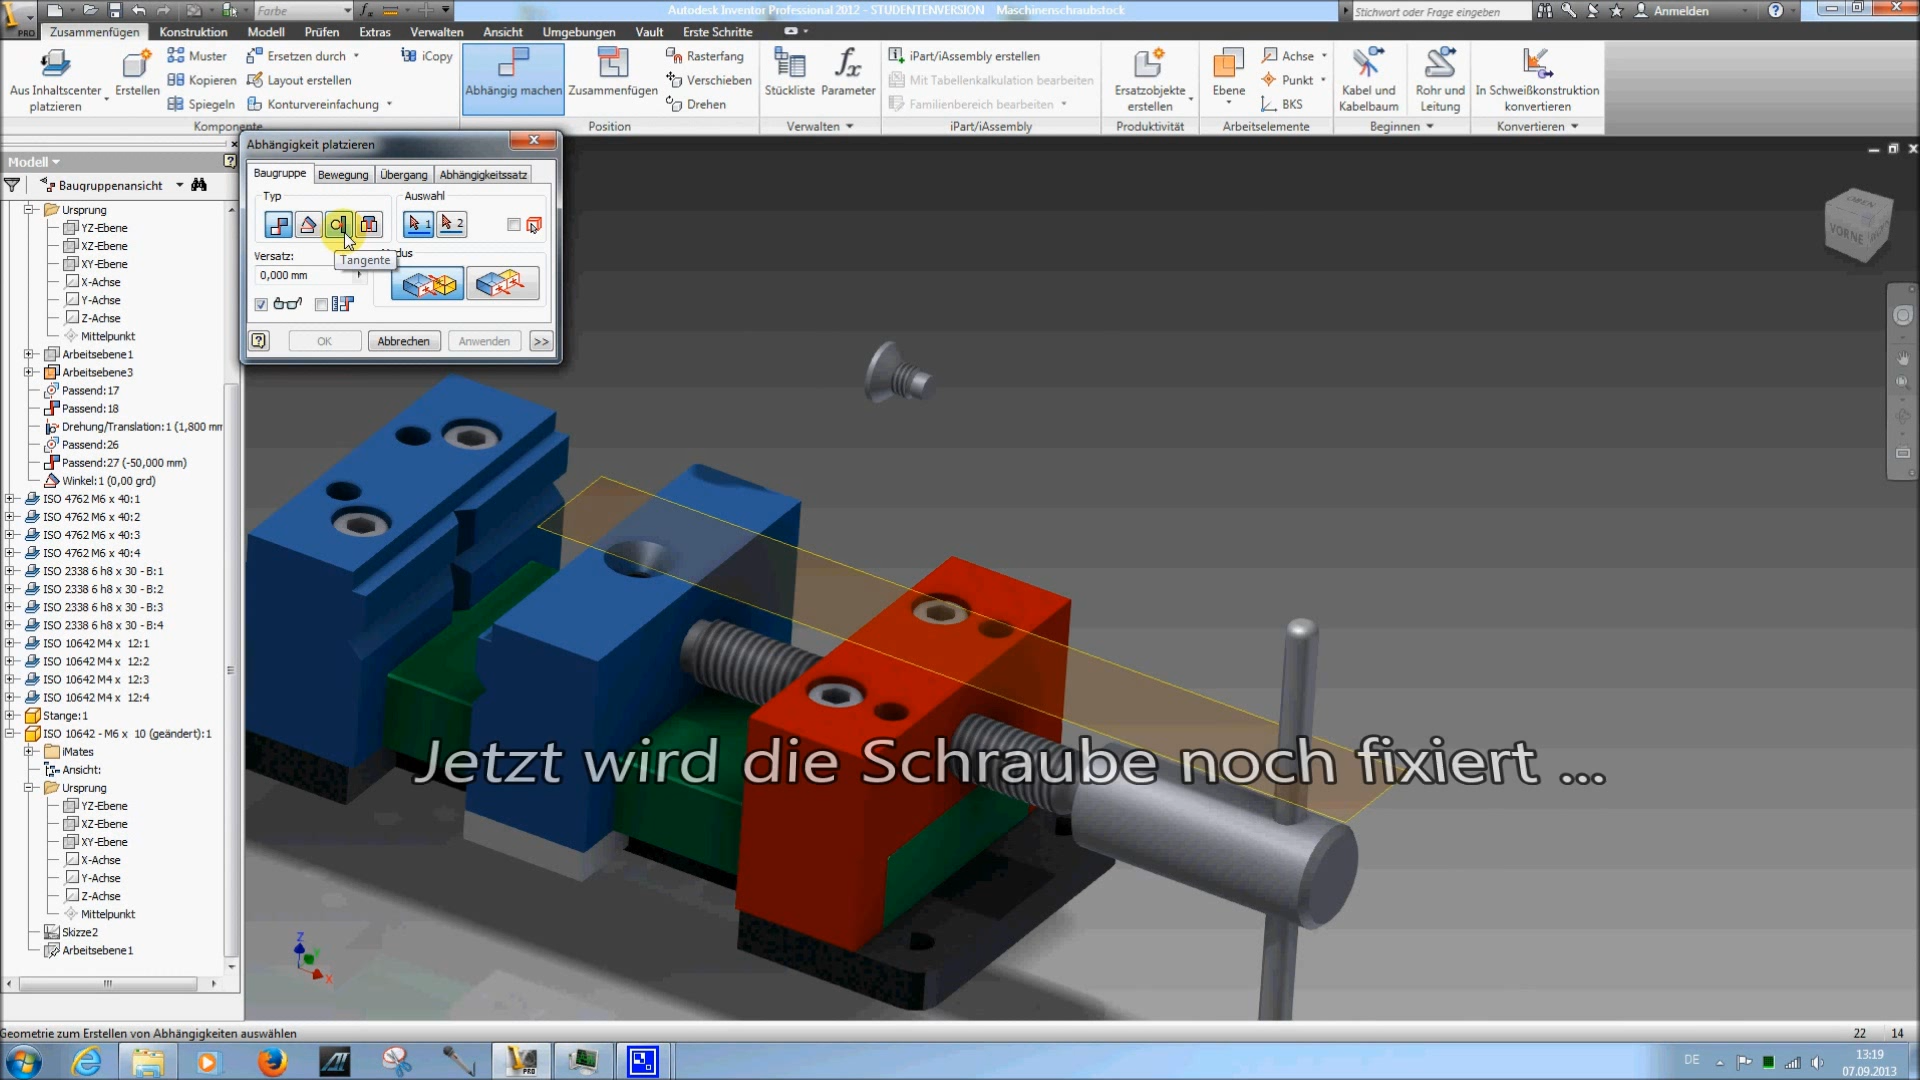 Farbe
Autodesk Inventor Professional 2012 - STUDENTENVERSION Maschinenschraubstock
Stichwort oder Frage eingeben
Anmelden
PRO
Zusammenfügen Konstruktion Modell Prüfen Extras Ansicht Verwalten Umgebungen Vault Erste Schritte
Aus Inhaltscenter platzieren
Erstellen
Muster
Kopieren
Spiegeln
Ersetzen durch
Layout erstellen
Konturvereinfachung
iCopy
Komponente
Abhängig machen
Zusammenfügen
Rasterfang
Verschieben
Drehen
Position
Stückliste
Parameter
Verwalten
iPart/iAssembly erstellen
Mit Tabellenkalkulation bearbeiten
Familienbereich bearbeiten
iPart/iAssembly
Ersatzobjekte erstellen
Produktivität
Ebene
Achse
Punkt
BKS
Arbeitselemente
Kabel und Kabelbaum
Rohr und Leitung
Beginnen
In Schweißkonstruktion konvertieren
Konvertieren
Modell
Baugruppenansicht
Abhängigkeit platzieren
Baugruppe Bewegung Übergang Abhängigkeitssatz
Typ
Auswahl
1 2
Versatz:
0,000 mm
Tangente
OK Abbrechen Anwenden >>
Ursprung
YZ-Ebene
XZ-Ebene
XY-Ebene
X-Achse
Y-Achse
Z-Achse
Mittelpunkt
Arbeitsebene1
Arbeitsebene3
Passend:17
Passend:18
Drehung/Translation:1 (1,800 mm
Passend:26
Passend:27 (-50,000 mm)
Winkel:1 (0,00 grd)
ISO 4762 M6 x 40:1
ISO 4762 M6 x 40:2
ISO 4762 M6 x 40:3
ISO 4762 M6 x 40:4
ISO 2338 6 h8 x 30 - B:1
ISO 2338 6 h8 x 30 - B:2
ISO 2338 6 h8 x 30 - B:3
ISO 2338 6 h8 x 30 - B:4
ISO 10642 M4 x 12:1
ISO 10642 M4 x 12:2
ISO 10642 M4 x 12:3
ISO 10642 M4 x 12:4
Stange:1
ISO 10642 - M6 x 10 (geändert):1
iMates
Ansicht:
Ursprung
YZ-Ebene
XZ-Ebene
XY-Ebene
X-Achse
Y-Achse
Z-Achse
Mittelpunkt
Skizze2
Arbeitsebene1
OBEN
VORNE
Jetzt wird die Schraube noch fixiert ...
Z
X
Geometrie zum Erstellen von Abhängigkeiten auswählen
22 14
DE
13:19
07.09.2013